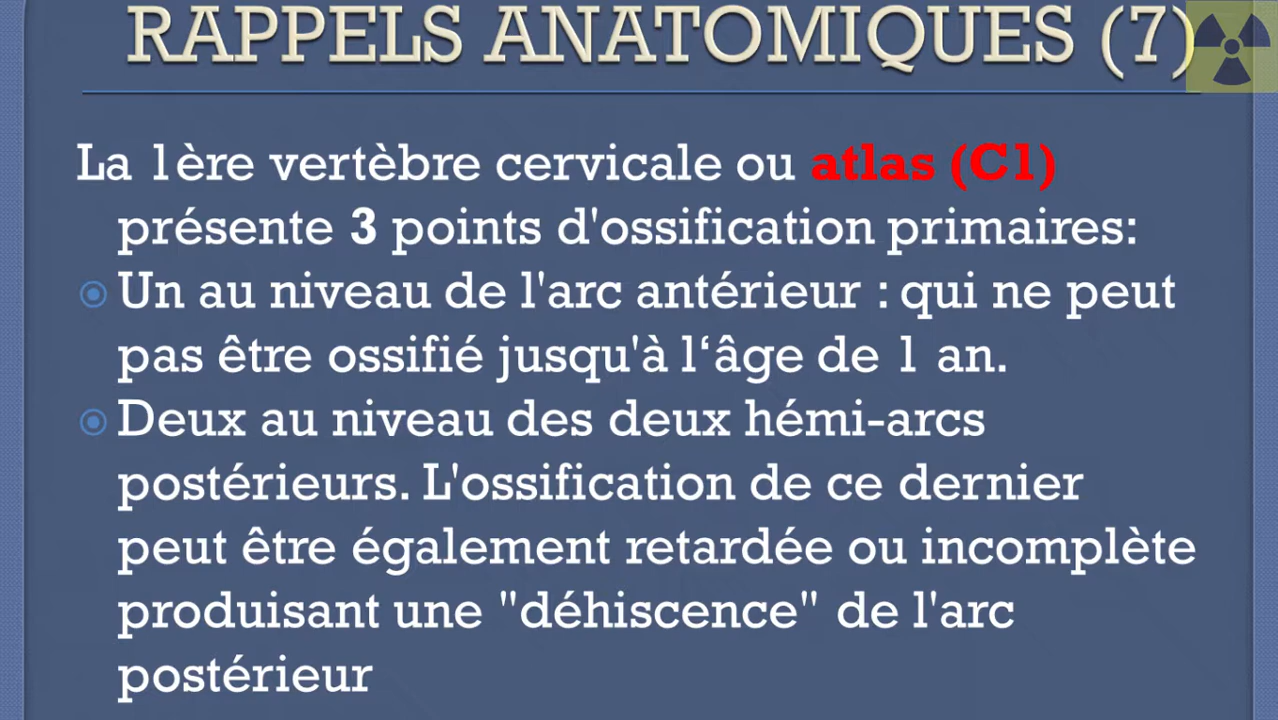 RAPPELS ANATOMIQUES (7)
La 1ère vertèbre cervicale ou atlas (C1)
présente 3 points d'ossification primaires:
Un au niveau de l'arc antérieur : qui ne peut
pas être ossifié jusqu'à l‘âge de 1 an.
Deux au niveau des deux hémi-arcs
postérieurs. L'ossification de ce dernier
peut être également retardée ou incomplète
produisant une "déhiscence" de l'arc
postérieur